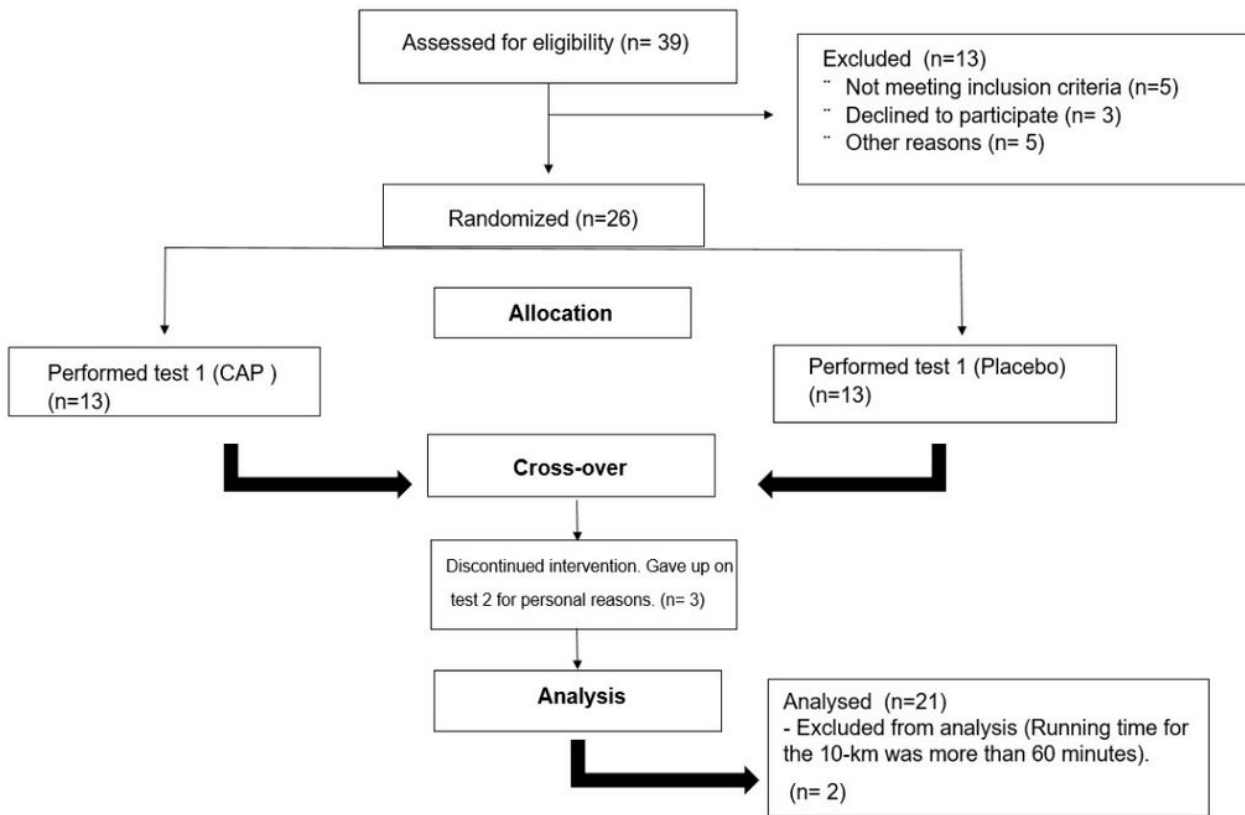 Assessed for eligibility (n= 39)
Excluded  (n=13)
¨ Not meeting inclusion criteria (n=5)
¨ Declined to participate (n= 3)
¨ Other reasons (n= 5)
Randomized (n=26)
Allocation
Performed test 1 (CAP )
(n=13)
Performed test 1 (Placebo)
(n=13)
Cross-over
Discontinued intervention. Gave up on
test 2 for personal reasons. (n= 3)
Analysis
Analysed  (n=21)
- Excluded from analysis (Running time for
the 10-km was more than 60 minutes).
(n= 2)